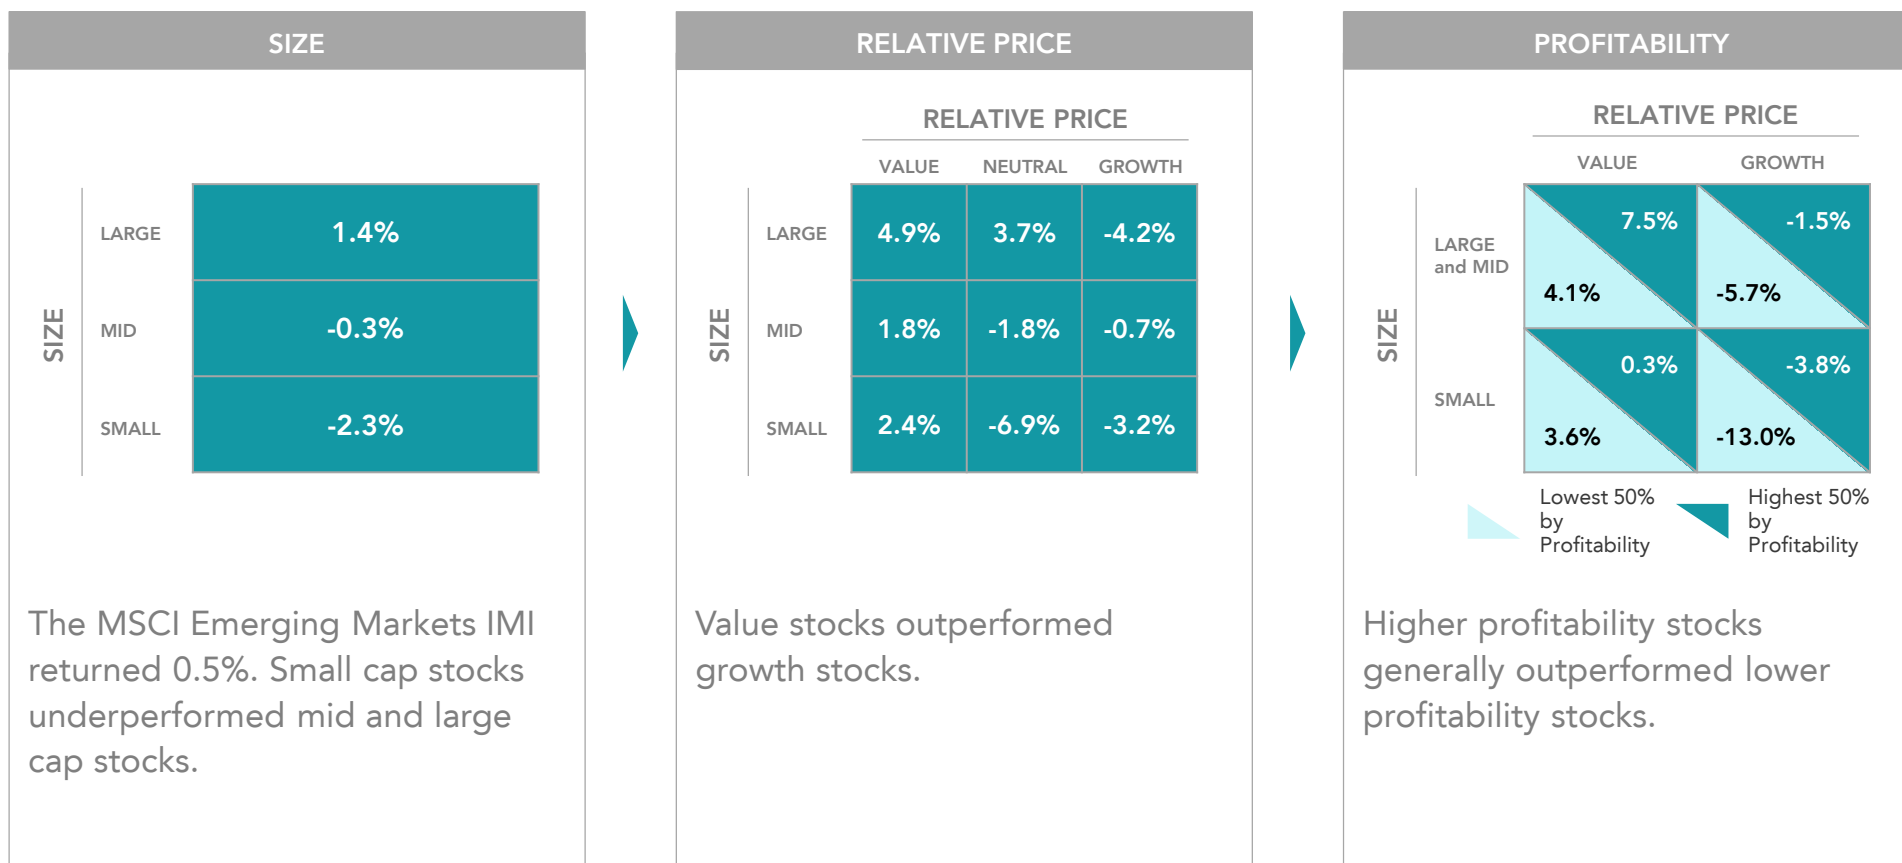 SIZE
SIZE
LARGE 1.4%
MID -0.3%
SMALL -2.3%
The MSCI Emerging Markets IMI
returned 0.5%. Small cap stocks
underperformed mid and large
cap stocks.
RELATIVE PRICE
RELATIVE PRICE
VALUE NEUTRAL GROWTH
SIZE
LARGE 4.9% 3.7% -4.2%
MID 1.8% -1.8% -0.7%
SMALL 2.4% -6.9% -3.2%
Value stocks outperformed
growth stocks.
PROFITABILITY
RELATIVE PRICE
VALUE GROWTH
SIZE
LARGE
and MID
7.5% -1.5%
4.1% -5.7%
SMALL
0.3% -3.8%
3.6% -13.0%
Lowest 50%
by
Profitability
Highest 50%
by
Profitability
Higher profitability stocks
generally outperformed lower
profitability stocks.